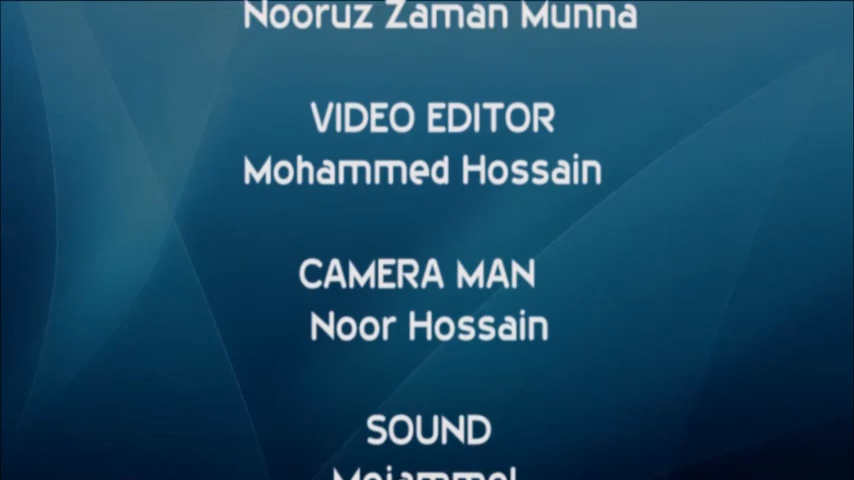 Nooruz Zaman Munna
VIDEO EDITOR
Mohammed Hossain
CAMERA MAN
Noor Hossain
SOUND